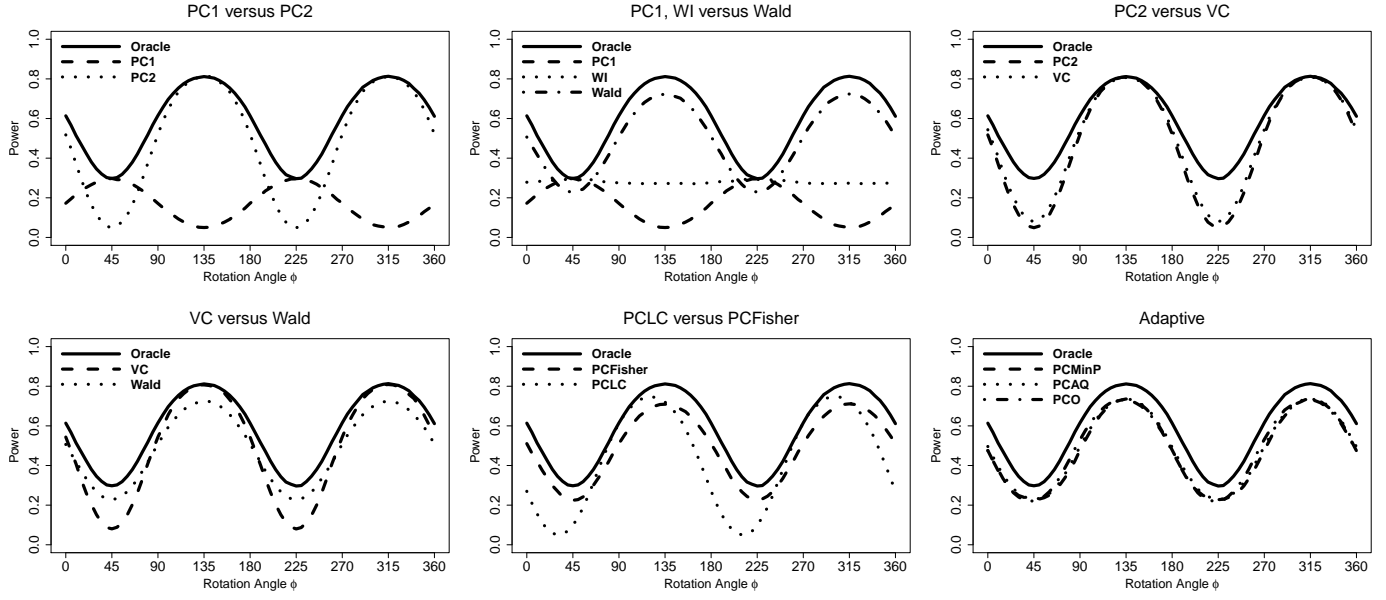 PC1 versus PC2
Oracle
PC1
PC2
Power
0.0 0.2 0.4 0.6 0.8 1.0
0 45 90 135 180 225 270 315 360
Rotation Angle ϕ
PC1, WI versus Wald
Oracle
PC1
WI
Wald
Power
0.0 0.2 0.4 0.6 0.8 1.0
0 45 90 135 180 225 270 315 360
Rotation Angle ϕ
PC2 versus VC
Oracle
PC2
VC
Power
0.0 0.2 0.4 0.6 0.8 1.0
0 45 90 135 180 225 270 315 360
Rotation Angle ϕ
VC versus Wald
Oracle
VC
Wald
Power
0.0 0.2 0.4 0.6 0.8 1.0
0 45 90 135 180 225 270 315 360
Rotation Angle ϕ
PCLC versus PCFisher
Oracle
PCFisher
PCLC
Power
0.0 0.2 0.4 0.6 0.8 1.0
0 45 90 135 180 225 270 315 360
Rotation Angle ϕ
Adaptive
Oracle
PCMinP
PCAQ
PCO
Power
0.0 0.2 0.4 0.6 0.8 1.0
0 45 90 135 180 225 270 315 360
Rotation Angle ϕ